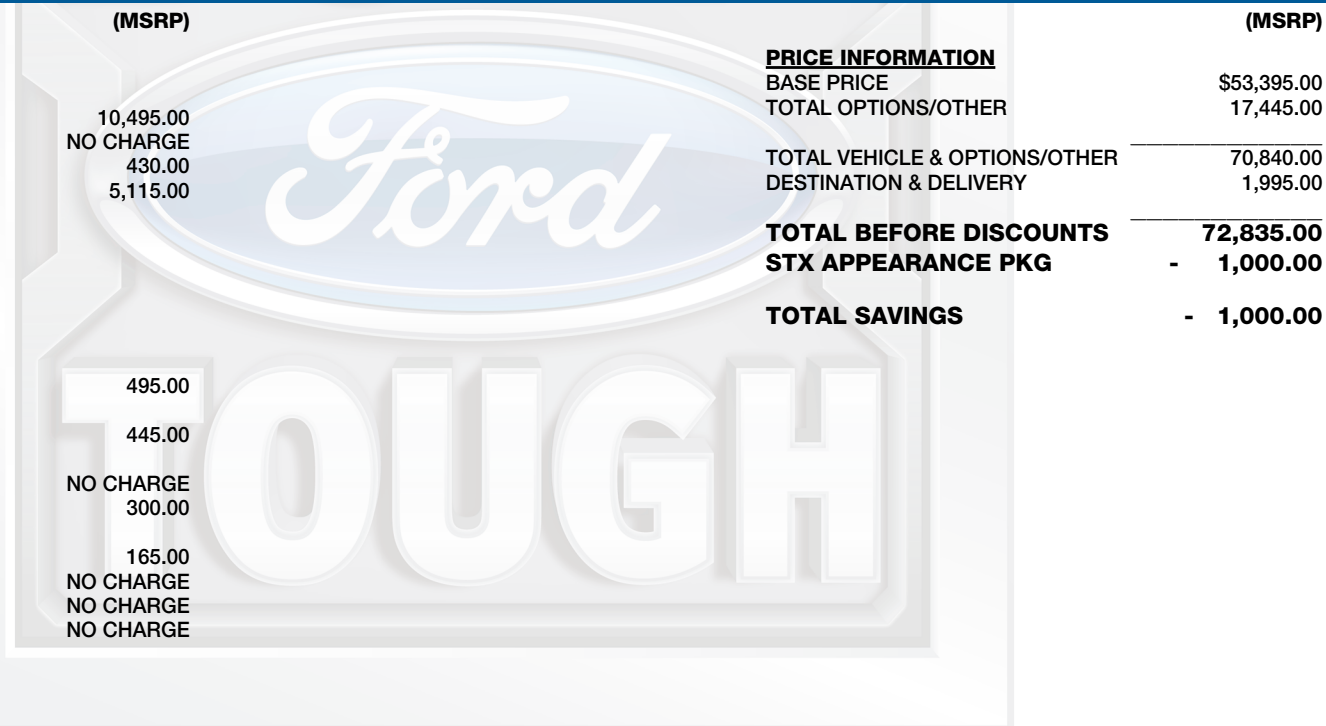 (MSRP)
10,495.00
NO CHARGE
430.00
5,115.00
495.00
445.00
NO CHARGE
300.00
165.00
NO CHARGE
NO CHARGE
NO CHARGE
Ford
TOUGH
(MSRP)
PRICE INFORMATION
BASE PRICE $53,395.00
TOTAL OPTIONS/OTHER 17,445.00
TOTAL VEHICLE & OPTIONS/OTHER 70,840.00
DESTINATION & DELIVERY 1,995.00
TOTAL BEFORE DISCOUNTS 72,835.00
STX APPEARANCE PKG - 1,000.00
TOTAL SAVINGS - 1,000.00